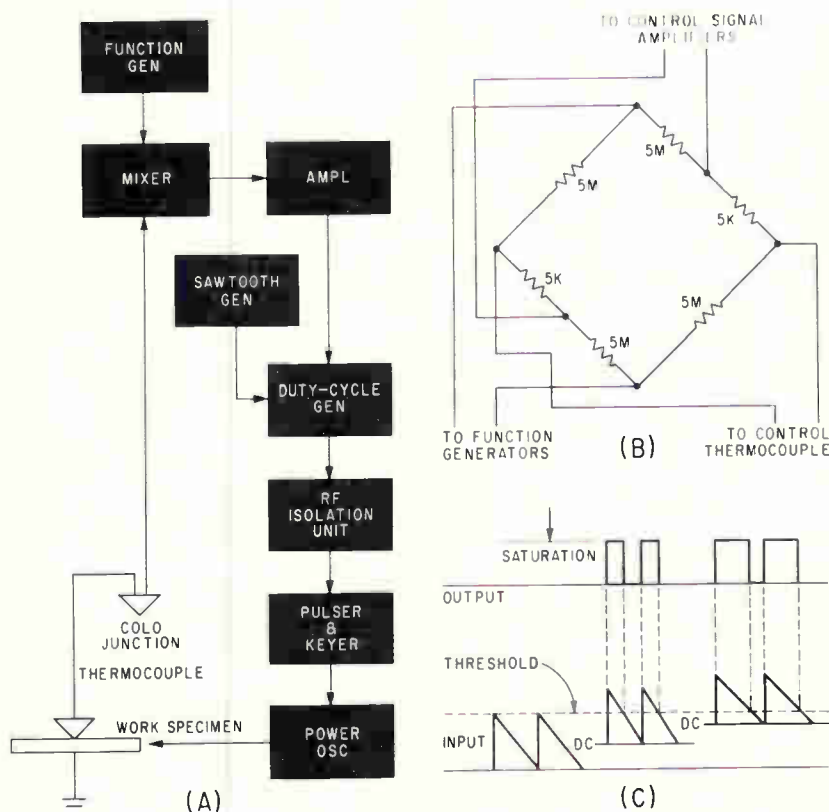 FUNCTION
GEN
MIXER
AMPL
SAWTOOTH
GEN
DUTY-CYCLE
GEN
RF
ISOLATION
UNIT
PULSER
&
KEYER
POWER
OSC
COLO
JUNCTION
THERMOCOUPLE
WORK SPECIMEN
(A)
TO CONTROL SIGNAL
AMPLIFIERS
5M
5M
5K
5K
5M
5M
TO FUNCTION
GENERATORS
TO CONTROL
THERMOCOUPLE
(B)
SATURATION
OUTPUT
THRESHOLD
DC
DC
INPUT
(C)